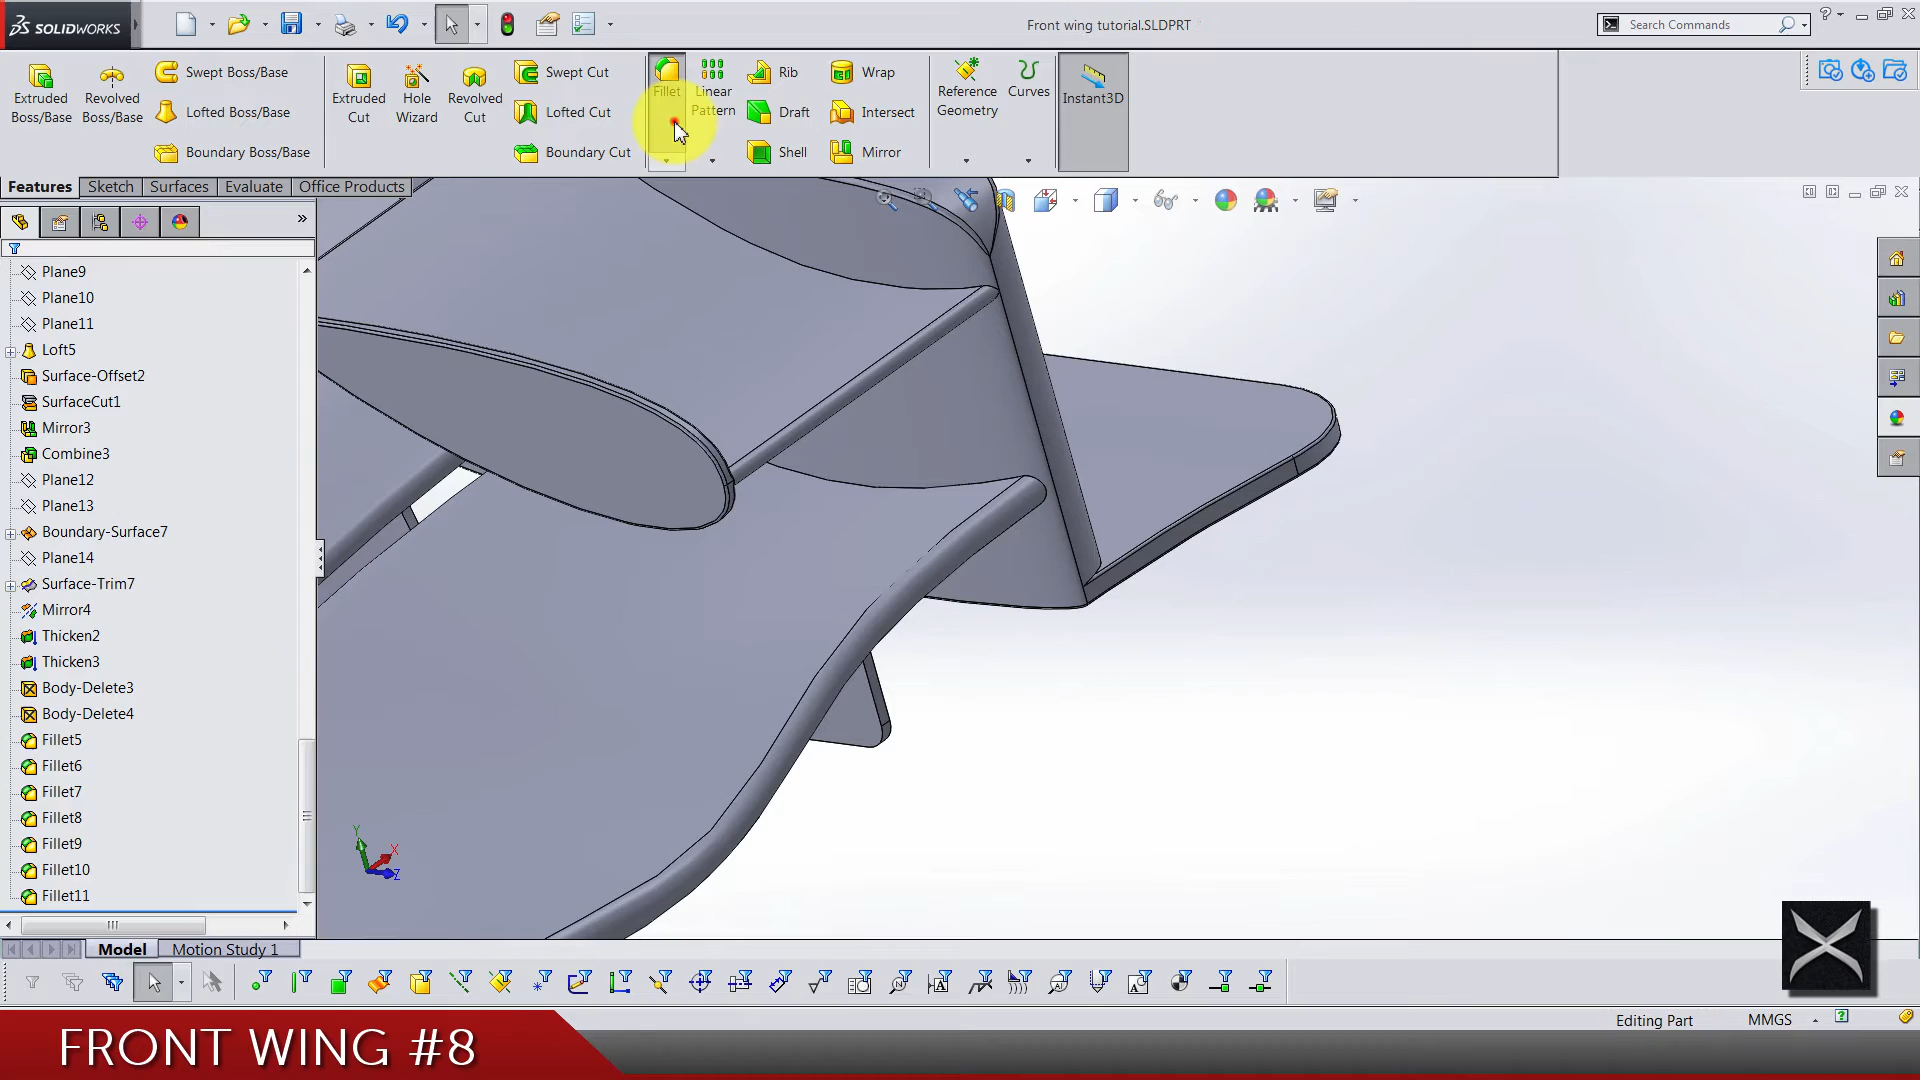 SOLIDWORKS
Front wing tutorial.SLDPRT
Search Commands
Extruded Boss/Base
Revolved Boss/Base
Swept Boss/Base
Lofted Boss/Base
Boundary Boss/Base
Extruded Cut
Hole Wizard
Revolved Cut
Swept Cut
Lofted Cut
Boundary Cut
Fillet
Linear Pattern
Rib
Draft
Shell
Wrap
Intersect
Mirror
Reference Geometry
Curves
Instant3D
Features
Sketch
Surfaces
Evaluate
Office Products
Plane9
Plane10
Plane11
Loft5
Surface-Offset2
SurfaceCut1
Mirror3
Combine3
Plane12
Plane13
Boundary-Surface7
Plane14
Surface-Trim7
Mirror4
Thicken2
Thicken3
Body-Delete3
Body-Delete4
Fillet5
Fillet6
Fillet7
Fillet8
Fillet9
Fillet10
Fillet11
Y
X
Z
Model
Motion Study 1
Editing Part
MMGS
FRONT WING #8